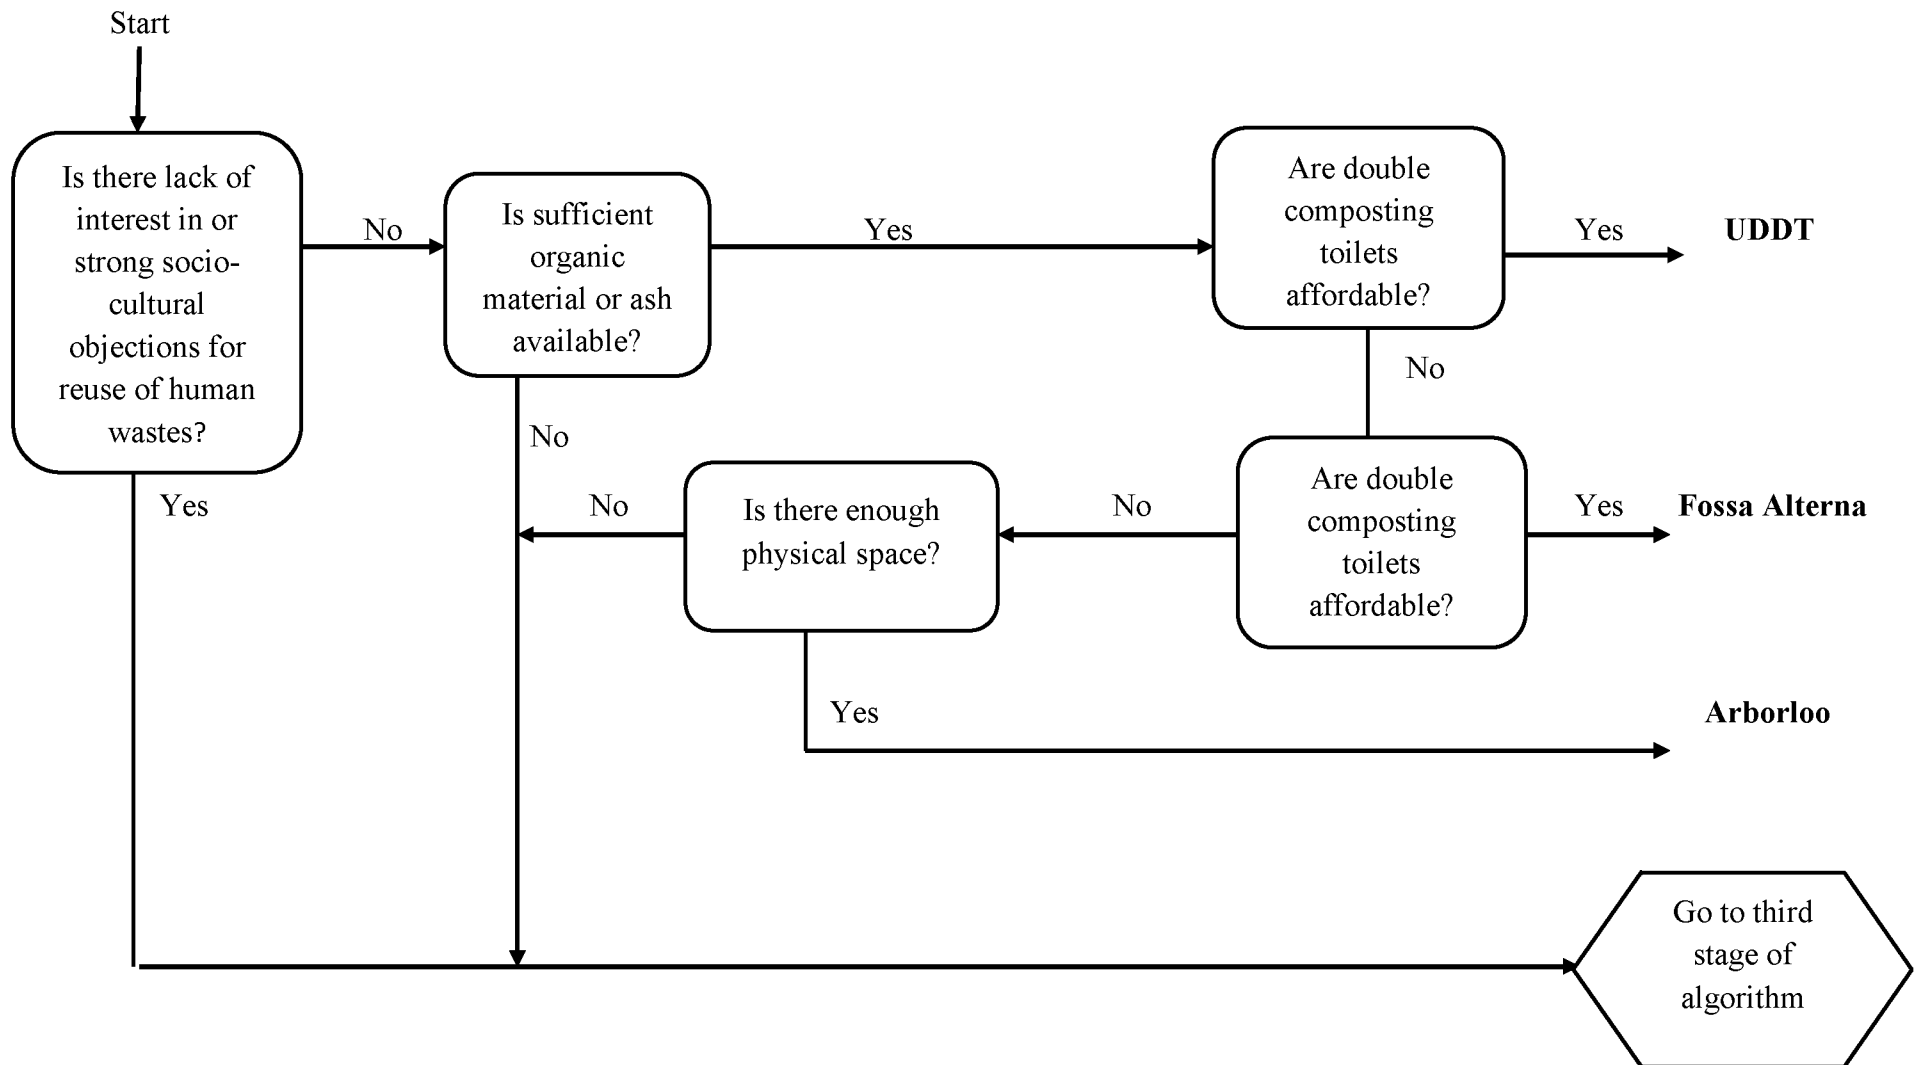 Start
Is there lack of
interest in or
strong socio-
cultural
objections for
reuse of human
wastes?
No
Is sufficient
organic
material or ash
available?
Yes
Are double
composting
toilets
affordable?
Yes
UDDT
No
No
Yes
No
Is there enough
physical space?
No
Are double
composting
toilets
affordable?
Yes
Fossa Alterna
Yes
Arborloo
Go to third
stage of
algorithm